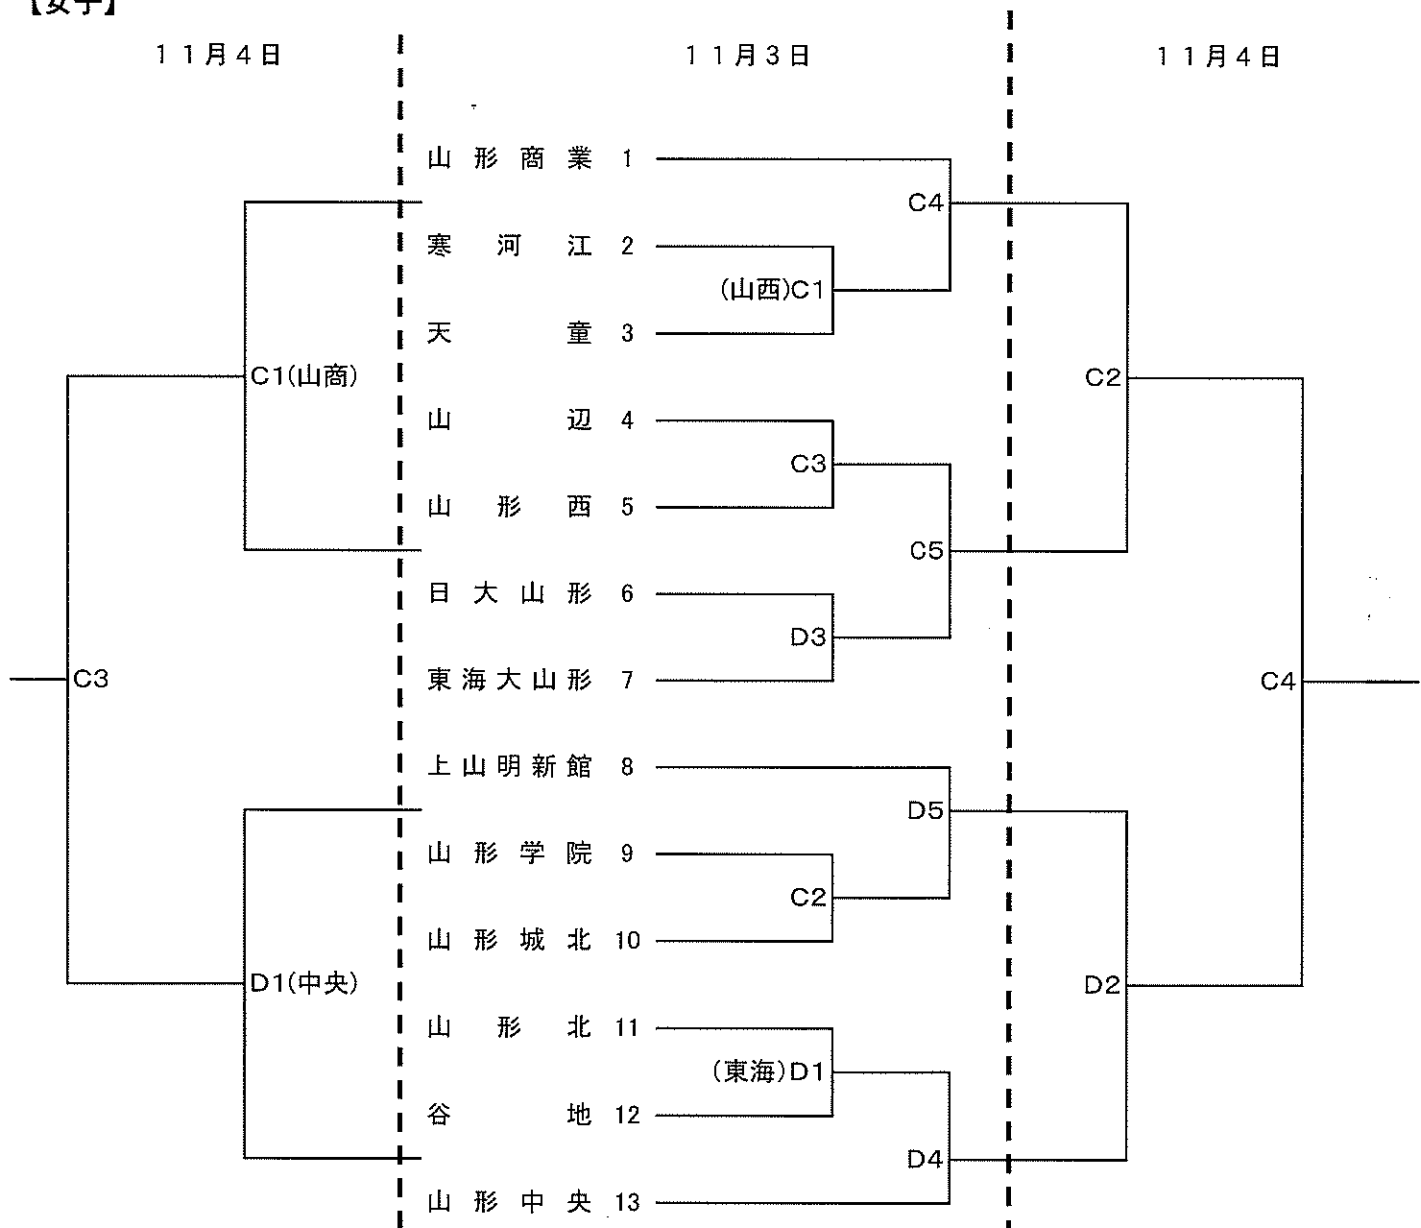 【女子】
11月4日 11月3日 11月4日
山形商業 1
C4
寒河江 2
(山西)C1
天童 3
C1(山商)
C2
山辺 4
C3
山形西 5
C5
日大山形 6
D3
東海大山形 7
C3
C4
上山明新館 8
D5
山形学院 9
C2
山形城北 10
D1(中央)
D2
山形北 11
(東海)D1
谷地 12
D4
山形中央 13